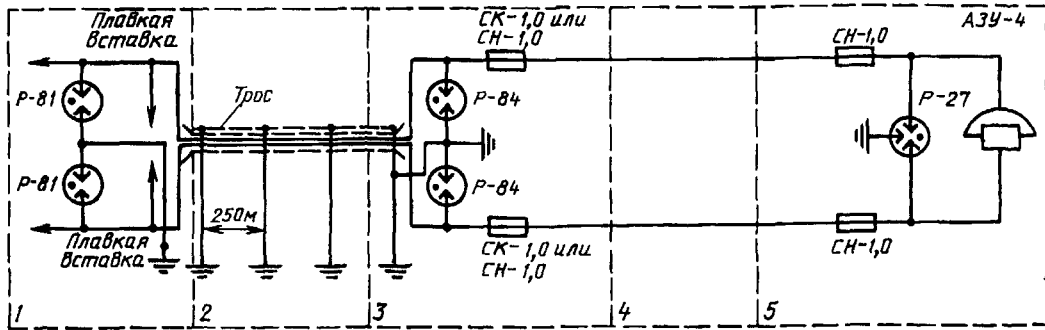 Плавкая
вставка
Р-81
Р-81
Плавкая
вставка
Трос
250м
СК-1,0 или
СН-1,0
Р-84
Р-84
СК-1,0 или
СН-1,0
СН-1,0
АЗУ-4
Р-27
СН-1,0
1
2
3
4
5